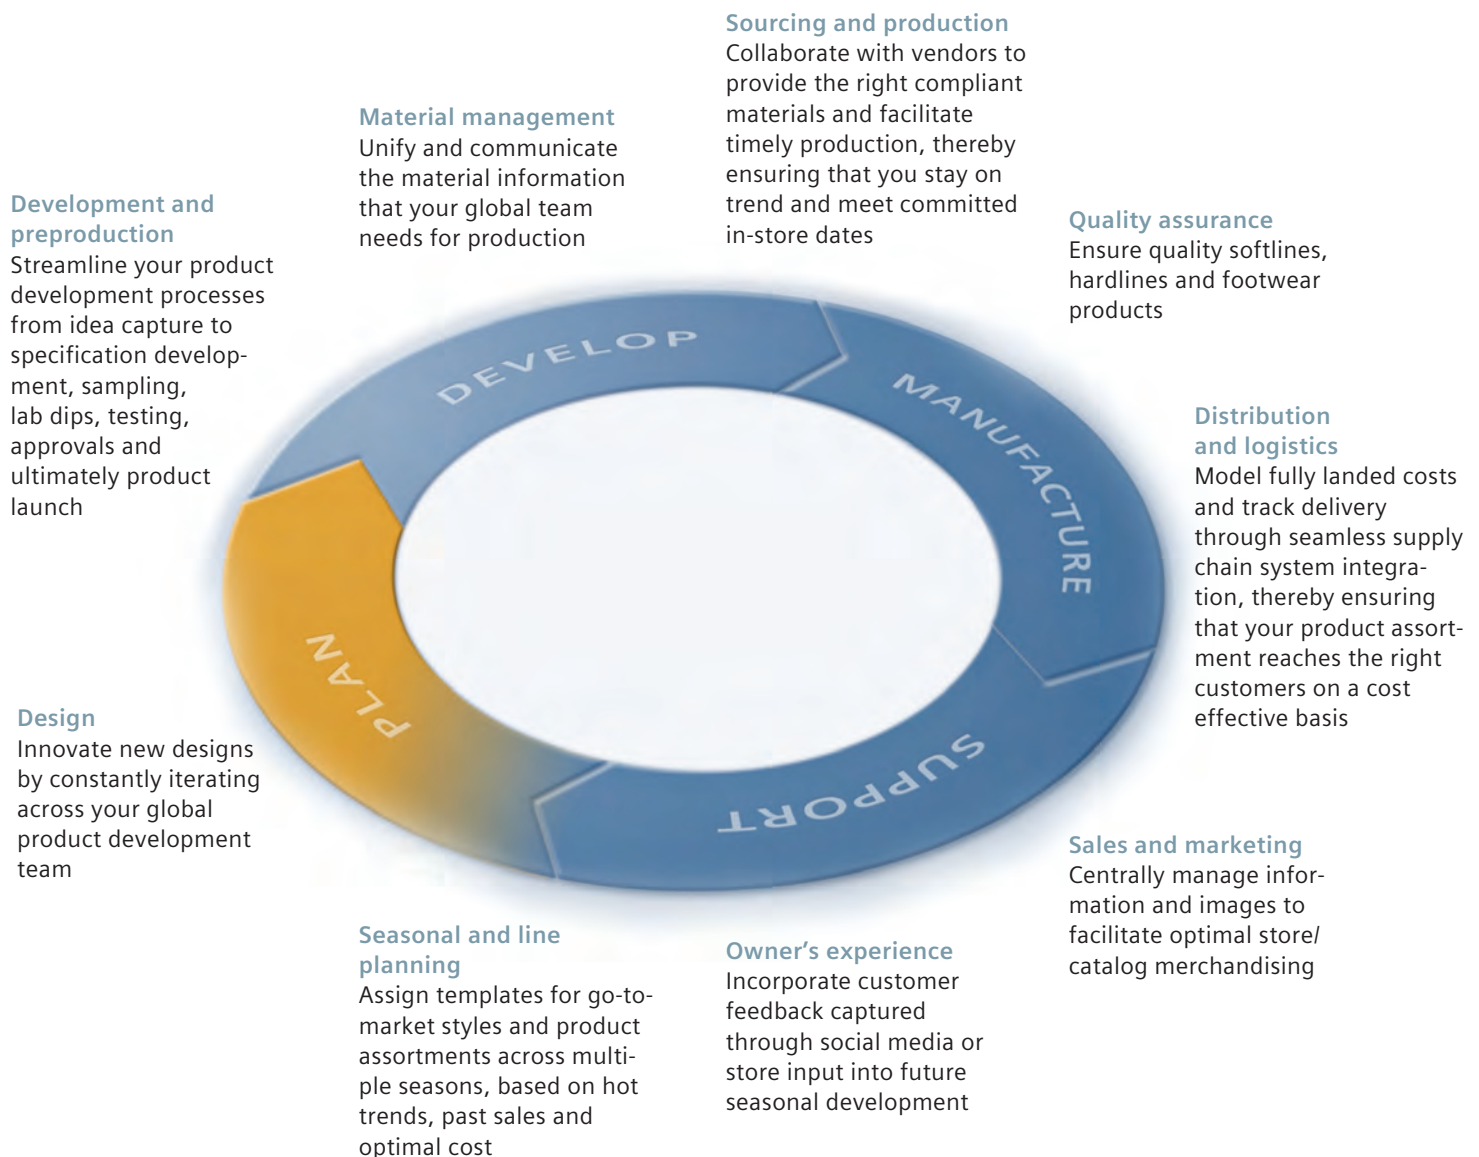 Sourcing and production
Collaborate with vendors to
provide the right compliant
materials and facilitate
timely production, thereby
ensuring that you stay on
trend and meet committed
in-store dates
Material management
Unify and communicate
the material information
that your global team
needs for production
Development and
preproduction
Streamline your product
development processes
from idea capture to
specification develop-
ment, sampling,
lab dips, testing,
approvals and
ultimately product
launch
Quality assurance
Ensure quality softlines,
hardlines and footwear
products
DEVELOP
MANUFACTURE
Distribution
and logistics
Model fully landed costs
and track delivery
through seamless supply
chain system integra-
tion, thereby ensuring
that your product assort-
ment reaches the right
customers on a cost
effective basis
PLAN
SUPPORT
Design
Innovate new designs
by constantly iterating
across your global
product development
team
Sales and marketing
Centrally manage infor-
mation and images to
facilitate optimal store/
catalog merchandising
Seasonal and line
planning
Assign templates for go-to-
market styles and product
assortments across multi-
ple seasons, based on hot
trends, past sales and
optimal cost
Owner’s experience
Incorporate customer
feedback captured
through social media or
store input into future
seasonal development